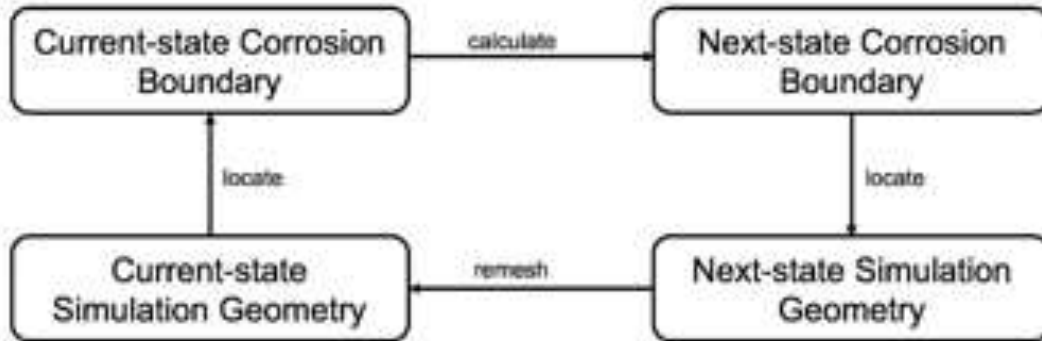 Current-state Corrosion
Boundary
calculate
Next-state Corrosion
Boundary
locate
locate
Current-state
Simulation Geometry
remesh
Next-state Simulation
Geometry